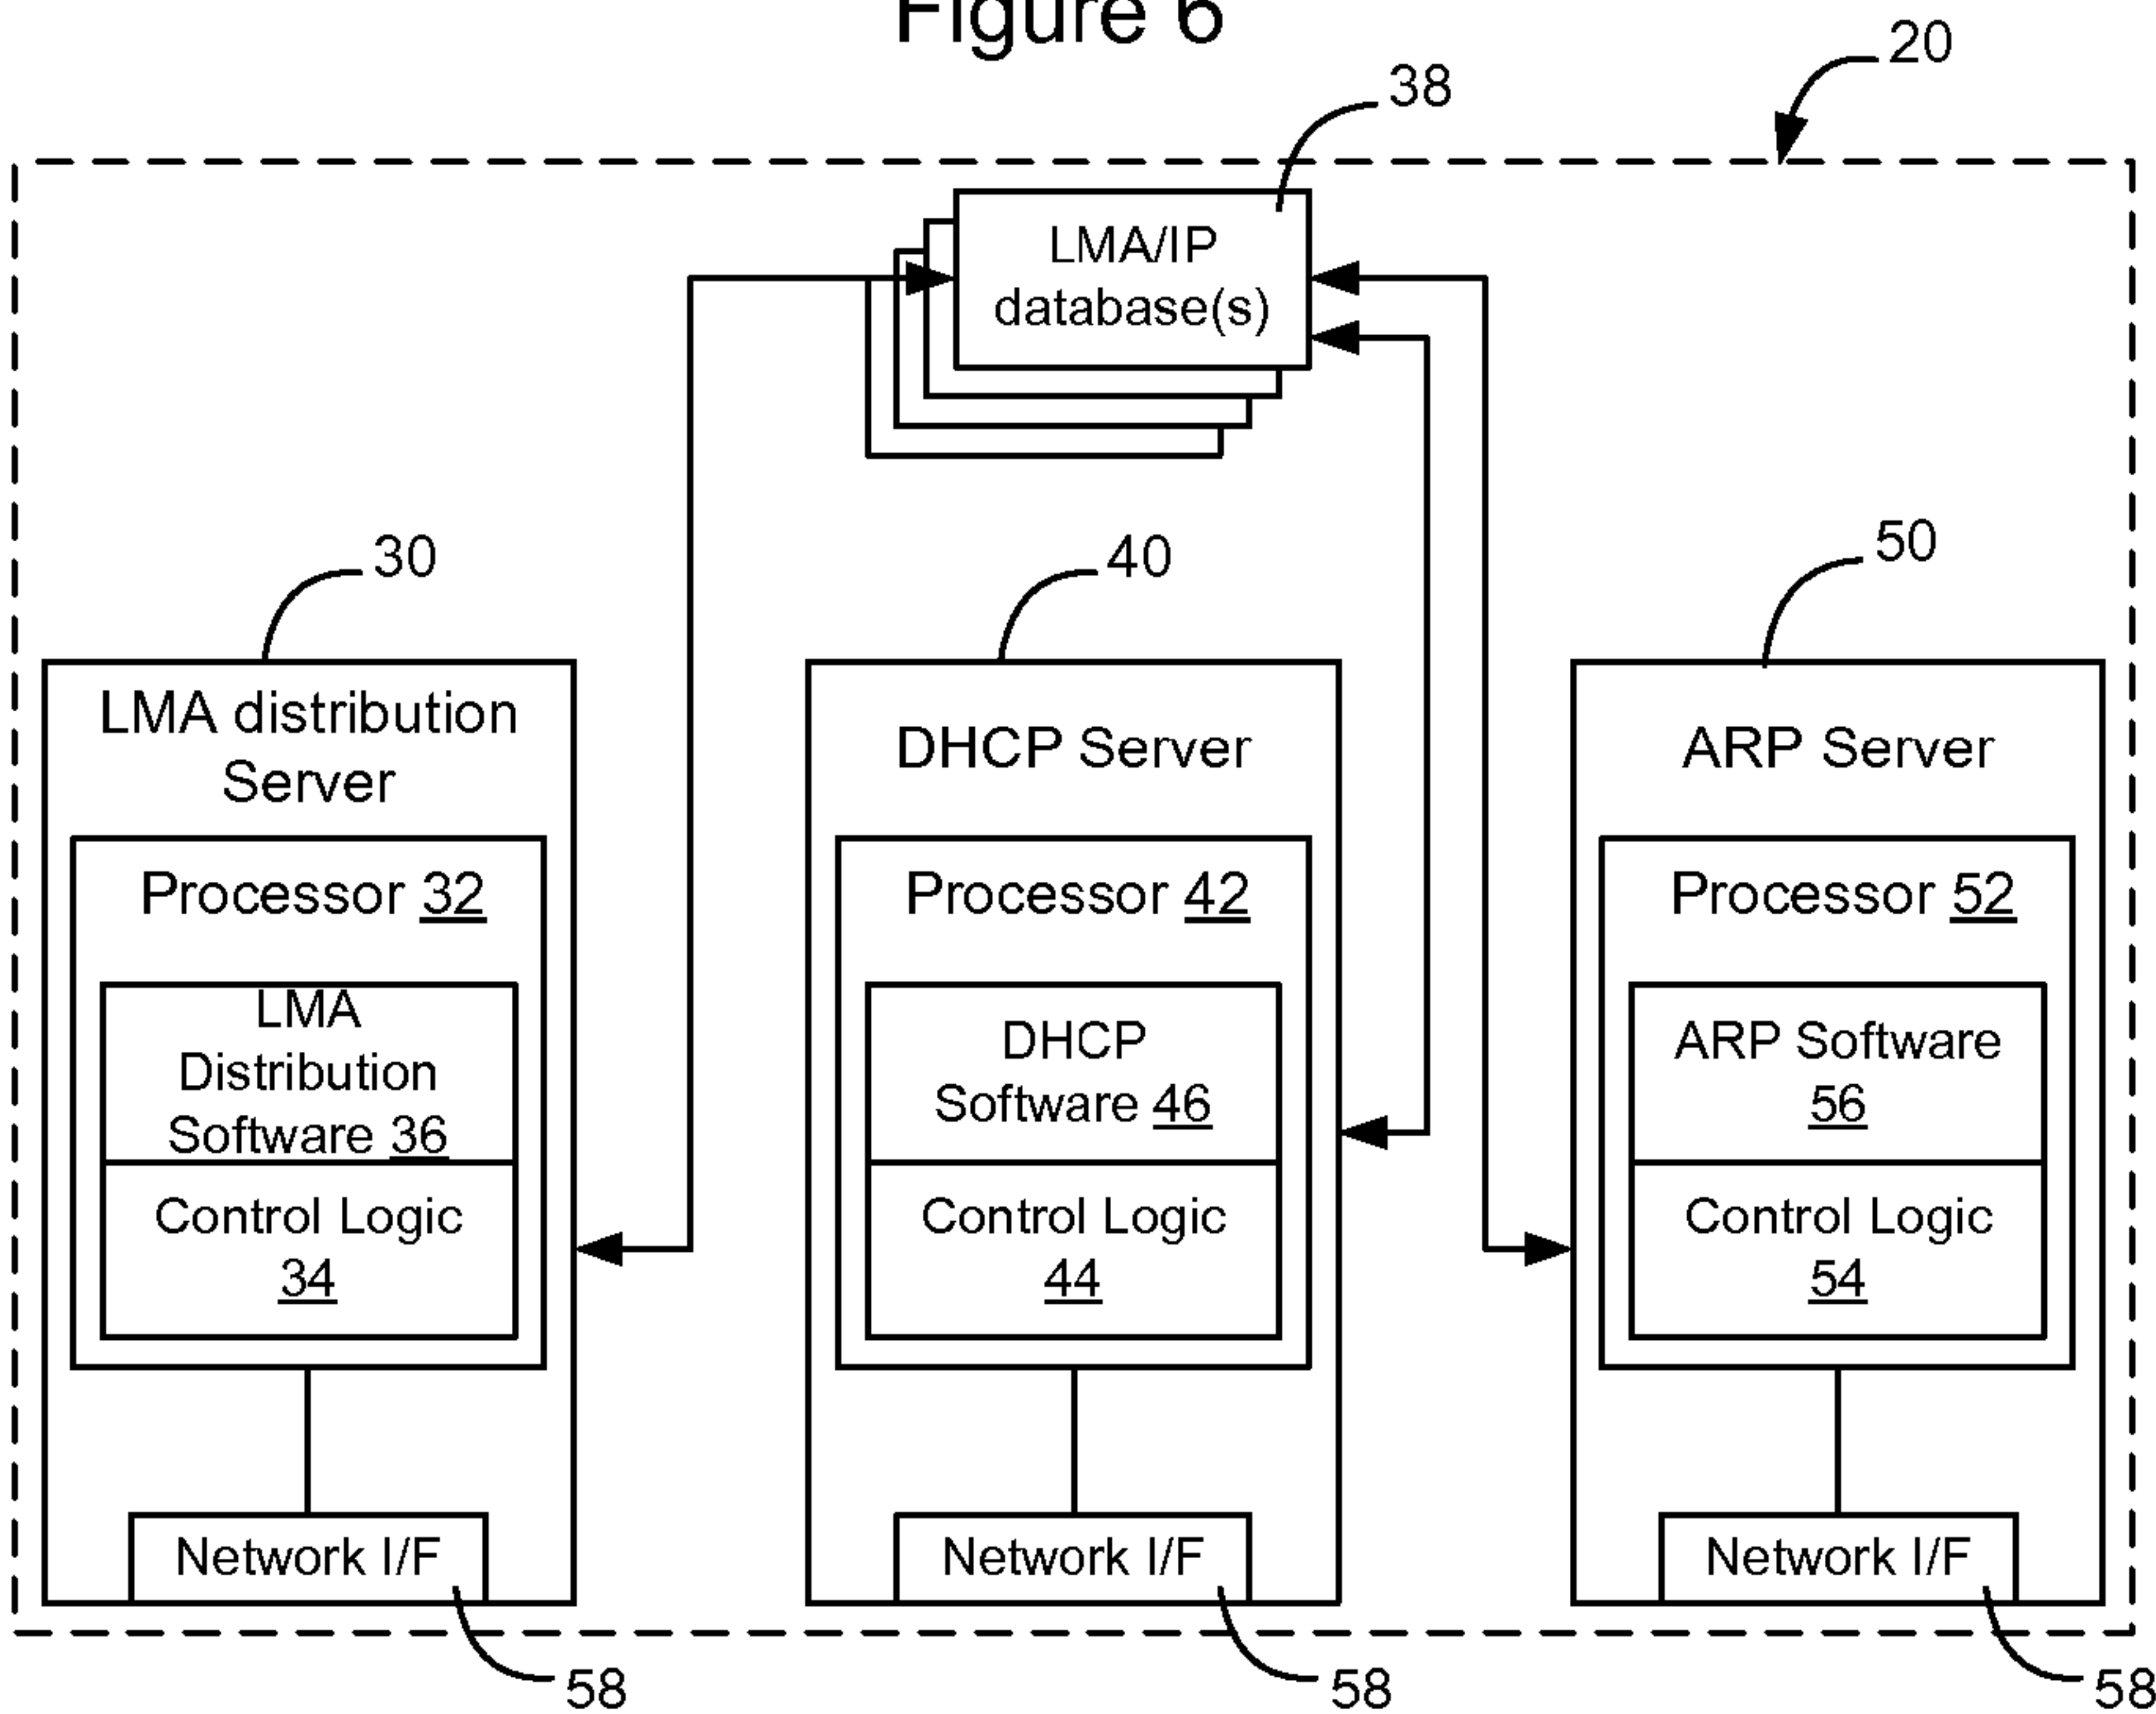 Figure 6
20
38
LMA/IP
database(s)
30
40
50
LMA distribution
Server
Processor 32
LMA
Distribution
Software 36
Control Logic
34
Network I/F
58
DHCP Server
Processor 42
DHCP
Software 46
Control Logic
44
Network I/F
58
ARP Server
Processor 52
ARP Software
56
Control Logic
54
Network I/F
58